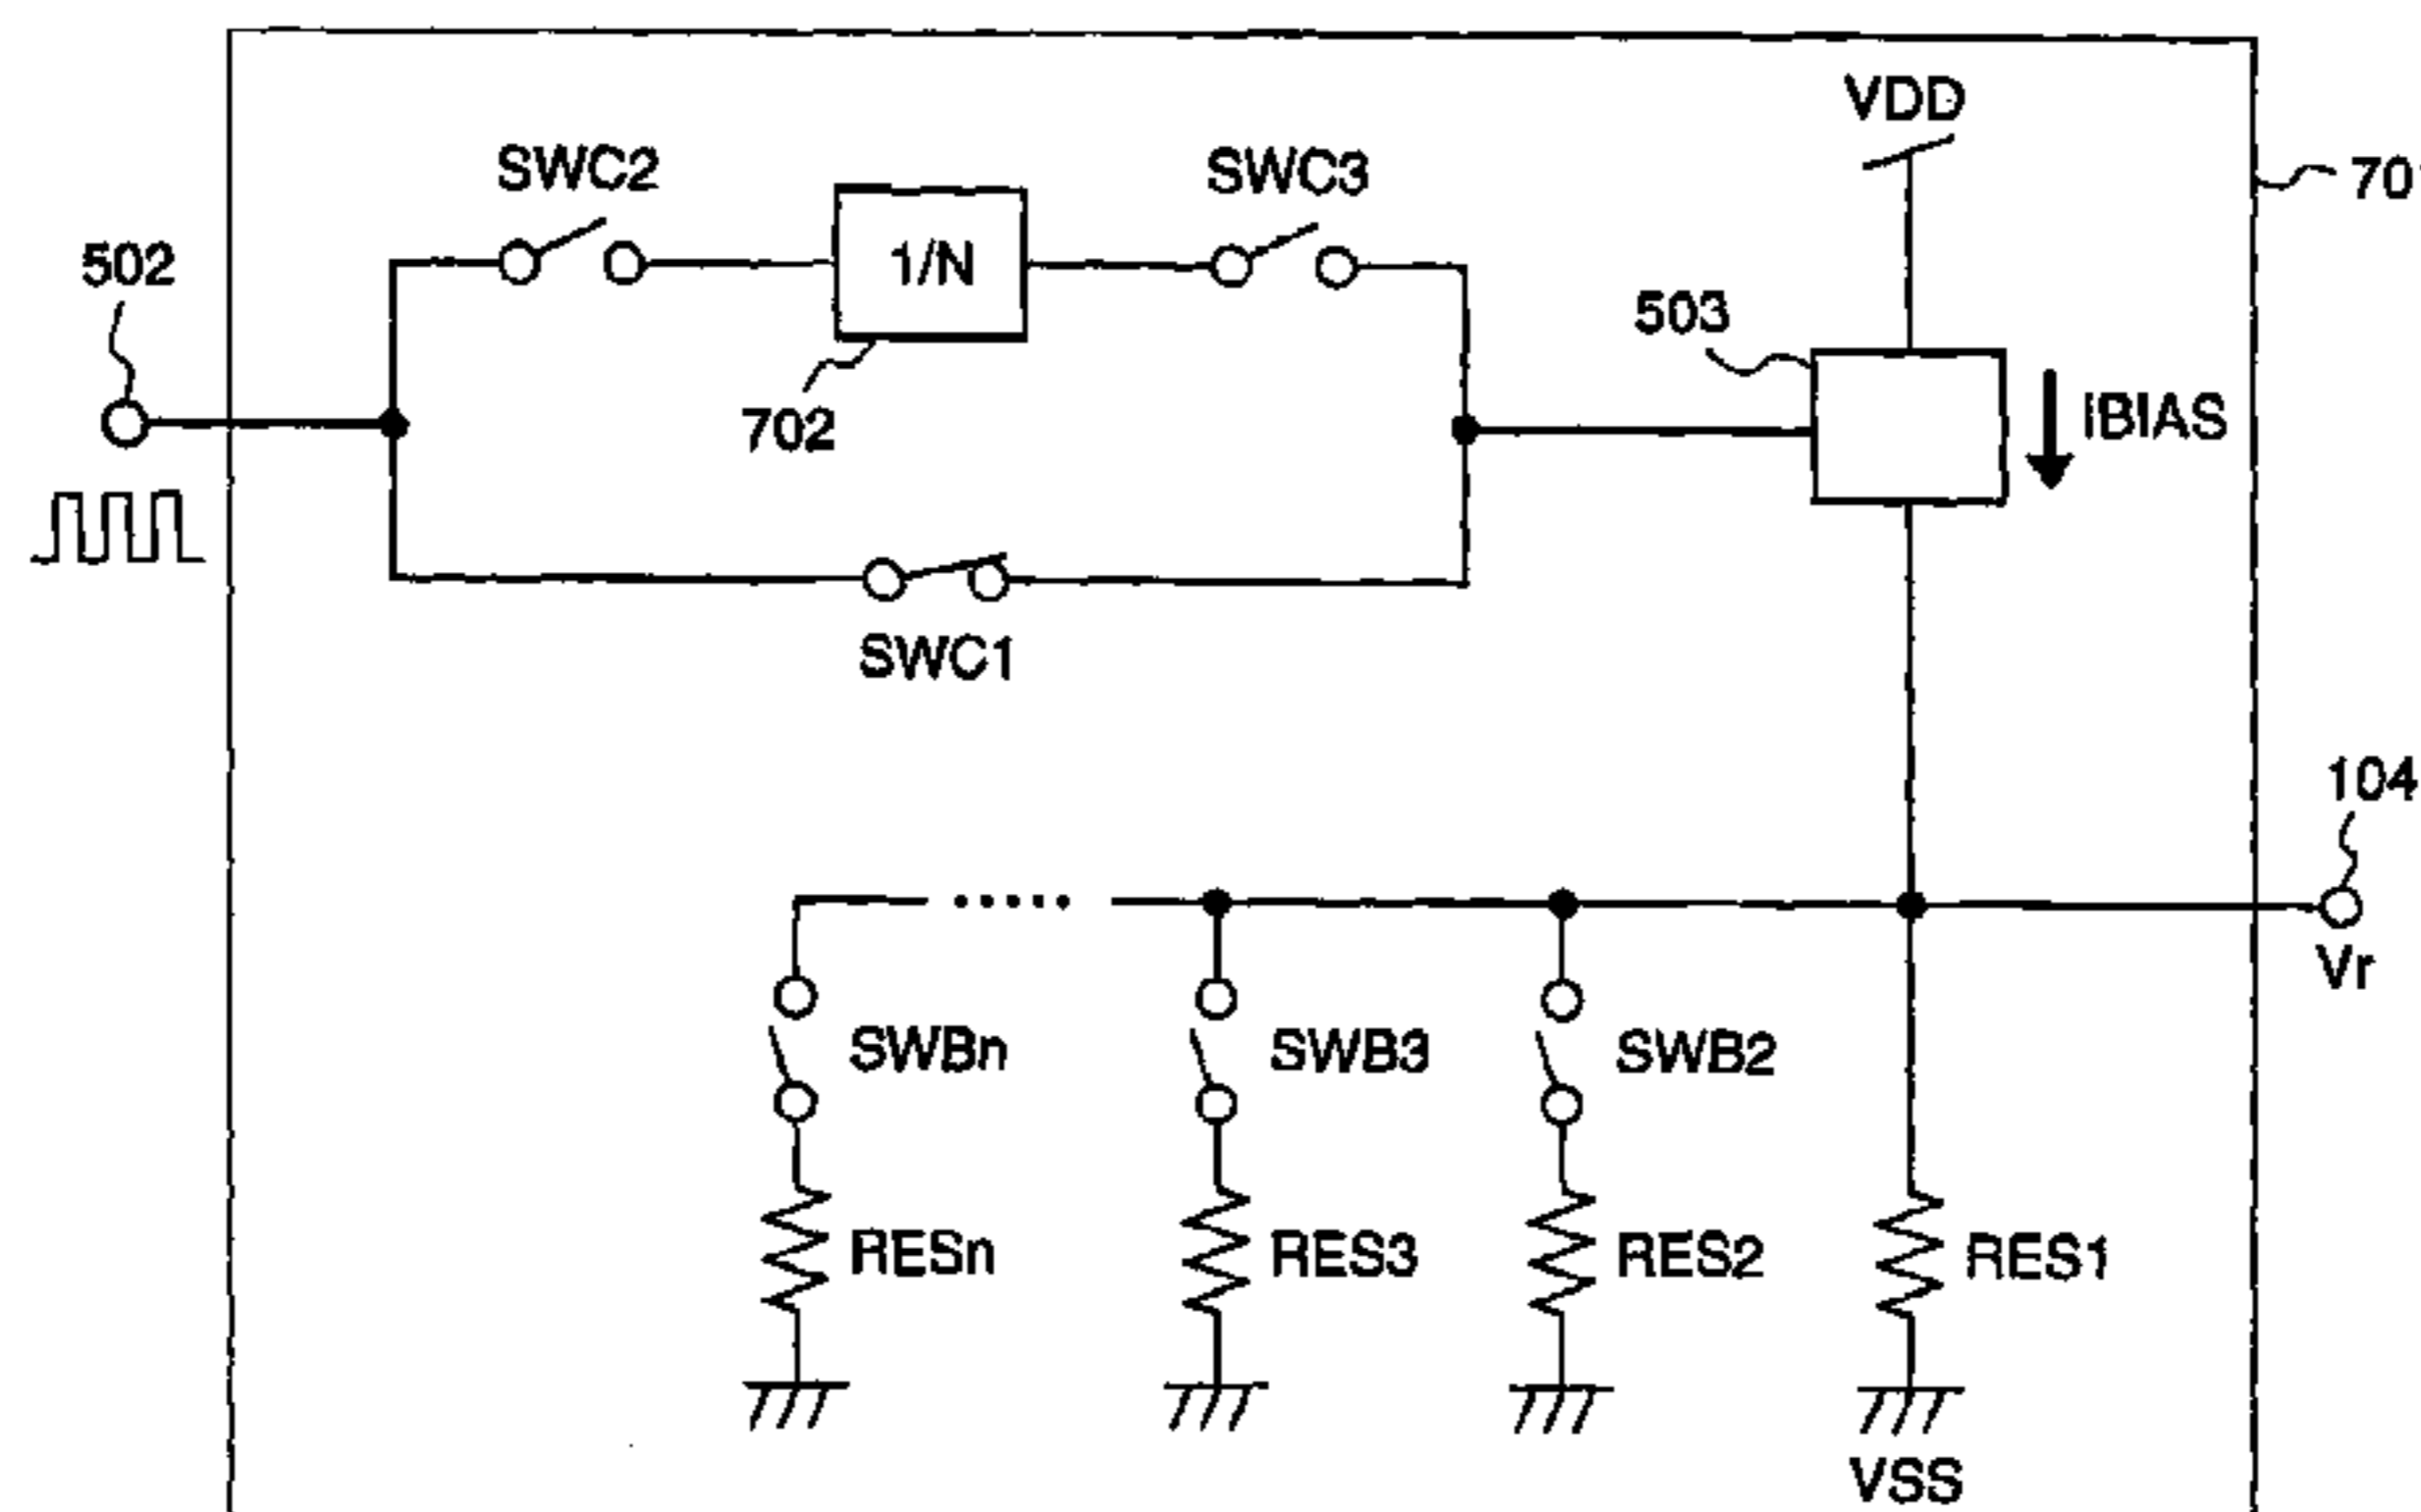 VDD
SWC2
SWC3
70
502
1/N
503
702
IBIAS
SWC1
104
Vr
SWBn
SWB3
SWB2
RESn
RES3
RES2
RES1
VSS